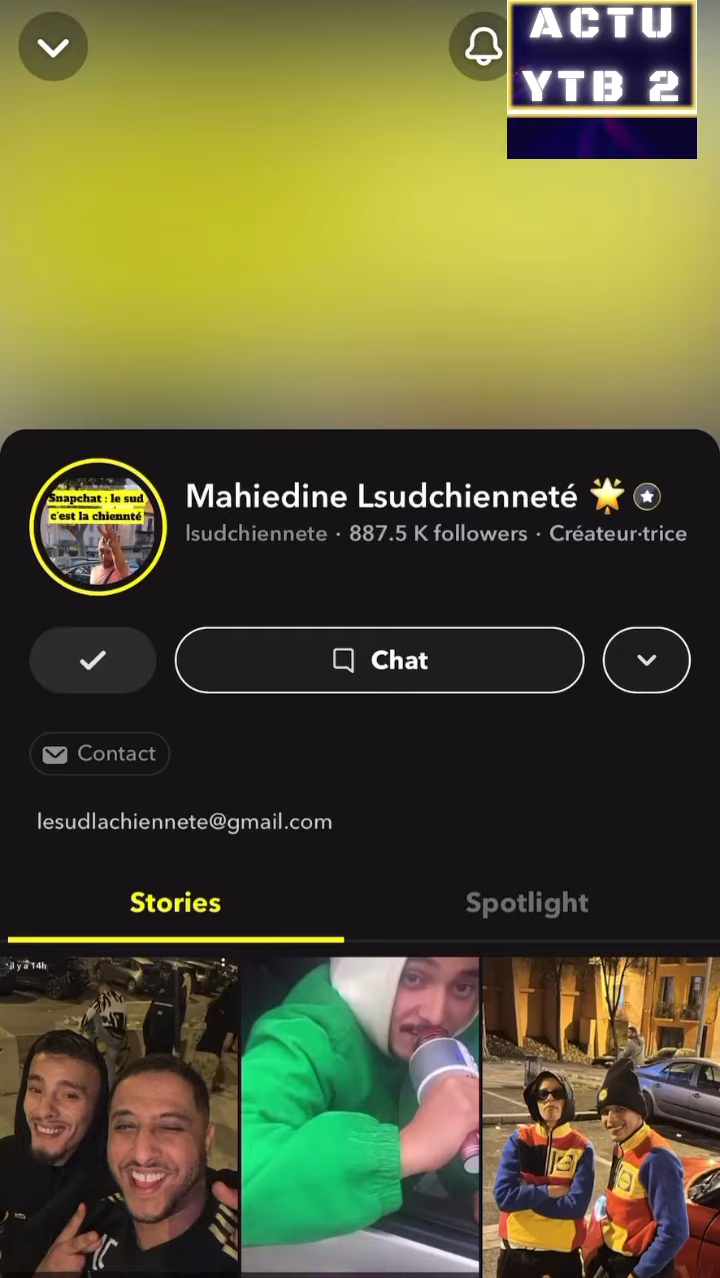 ACTU
YTB 2
Mahiedine Lsudchienneté
lsudchiennete · 887.5 K followers · Créateur·trice
Snapchat : le sud
c'est la chiennté
Chat
Contact
lesudlachiennete@gmail.com
Stories
Spotlight
il y a 14h